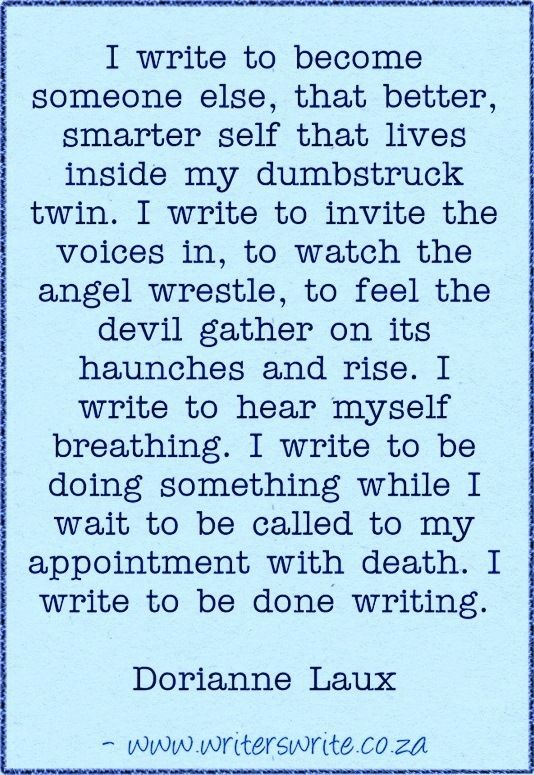 I write to become
someone else, that better,
smarter self that lives
inside my dumbstruck
twin. I write to invite the
voices in, to watch the
angel wrestle, to feel the
devil gather on its
haunches and rise. I
write to hear myself
breathing. I write to be
doing something while I
wait to be called to my
appointment with death. I
write to be done writing.
Dorianne Laux
- www.writerswrite.co.za